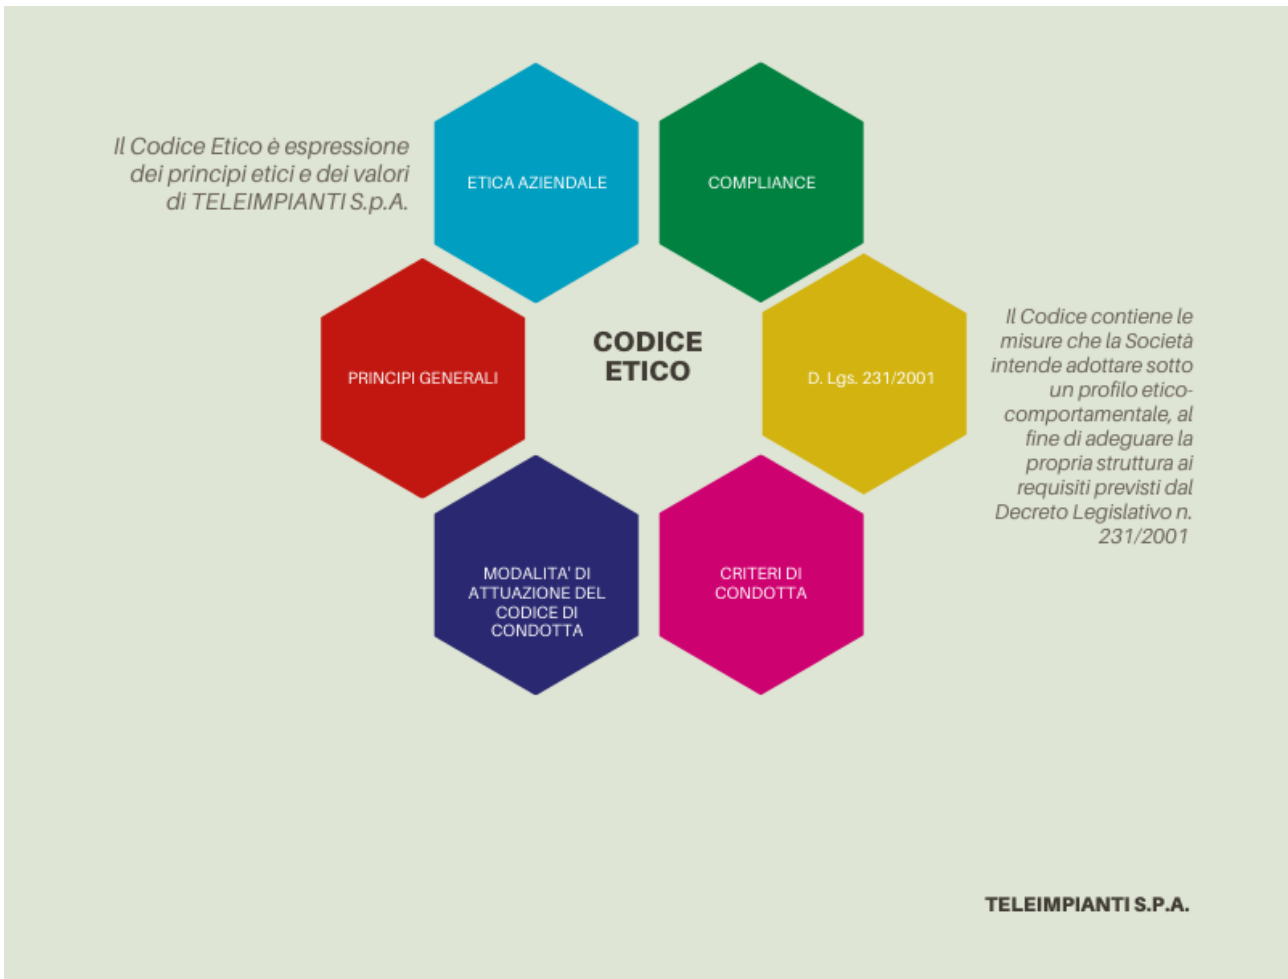 Il Codice Etico è espressione
dei principi etici e dei valori
di TELEIMPIANTI S.p.A.
ETICA AZIENDALE
COMPLIANCE
PRINCIPI GENERALI
CODICE
ETICO
D. Lgs. 231/2001
Il Codice contiene le
misure che la Società
intende adottare sotto
un profilo etico-
comportamentale, al
fine di adeguare la
propria struttura ai
requisiti previsti dal
Decreto Legislativo n.
231/2001
MODALITA' DI
ATTUAZIONE DEL
CODICE DI
CONDOTTA
CRITERI DI
CONDOTTA
TELEIMPIANTI S.P.A.